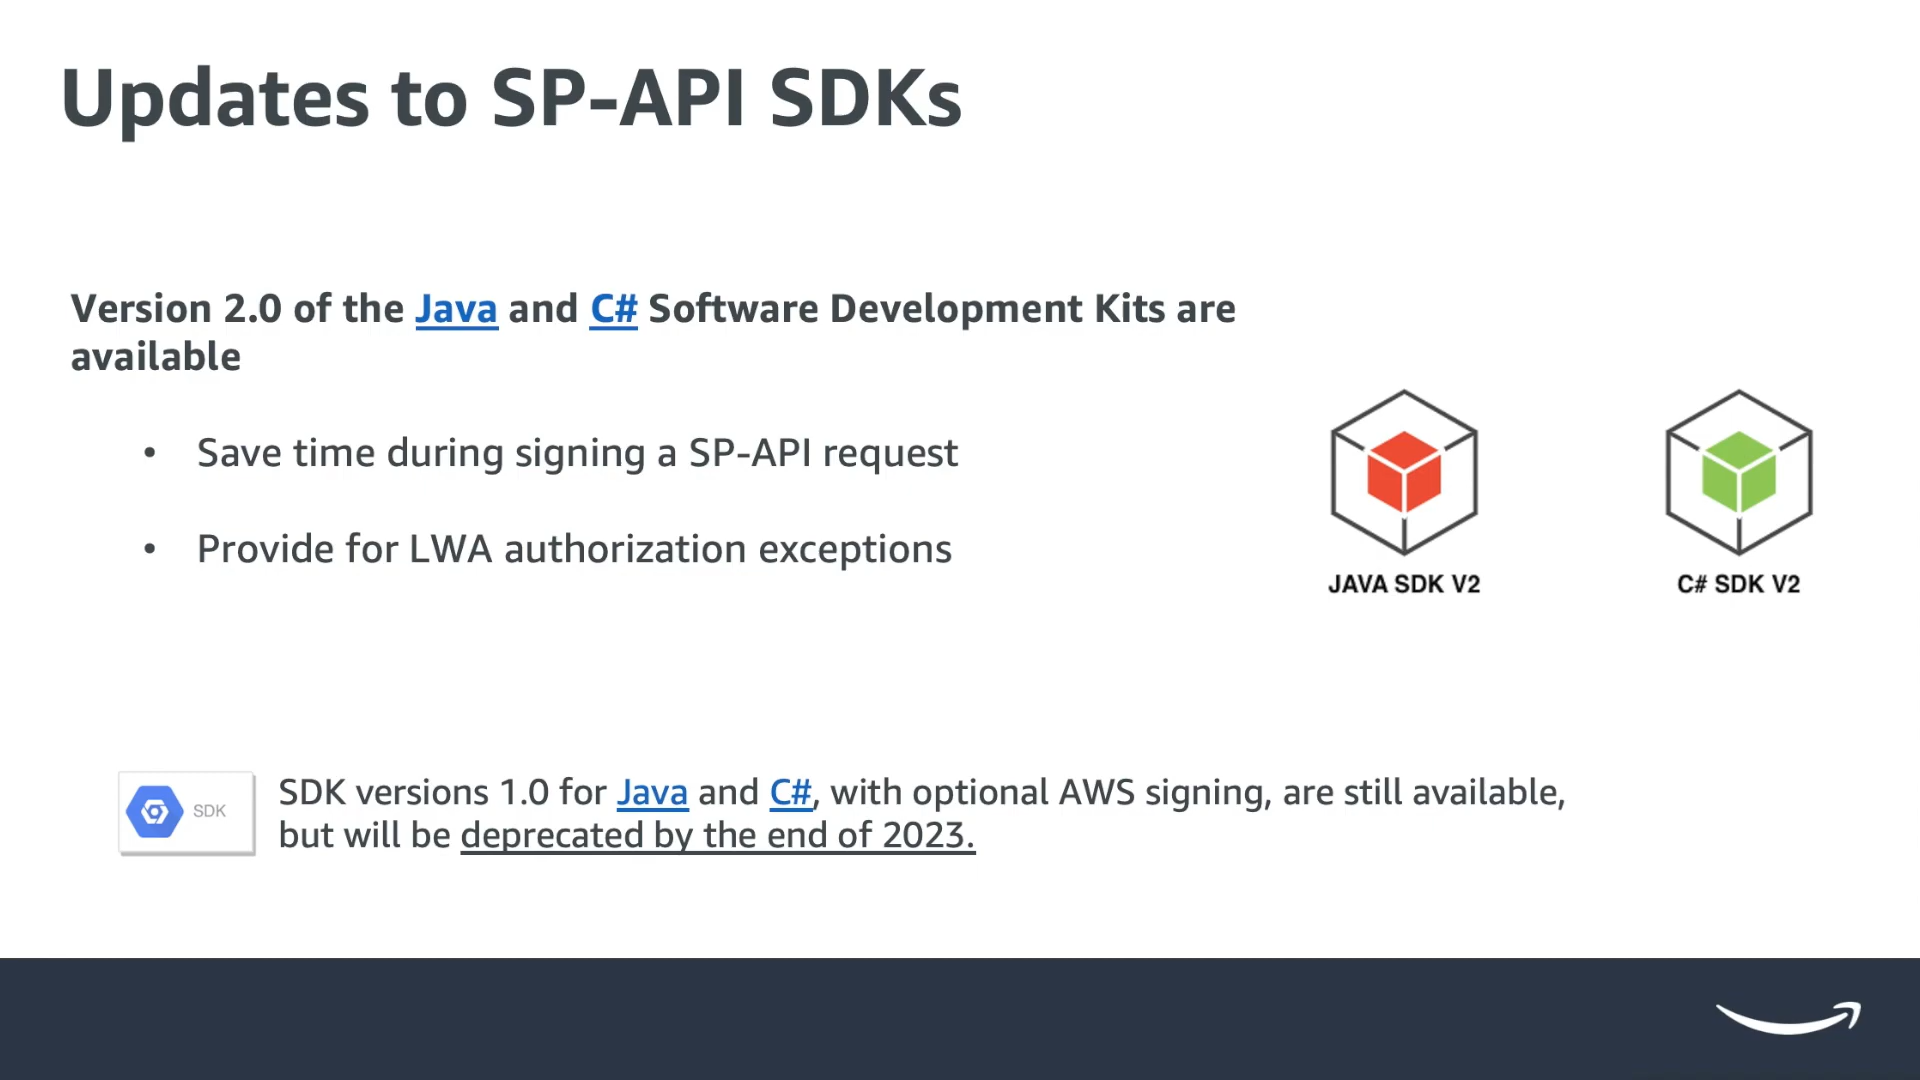 Updates to SP-API SDKs
Version 2.0 of the Java and C# Software Development Kits are
available
• Save time during signing a SP-API request
• Provide for LWA authorization exceptions
JAVA SDK V2
C# SDK V2
SDK
SDK versions 1.0 for Java and C#, with optional AWS signing, are still available,
but will be deprecated by the end of 2023.